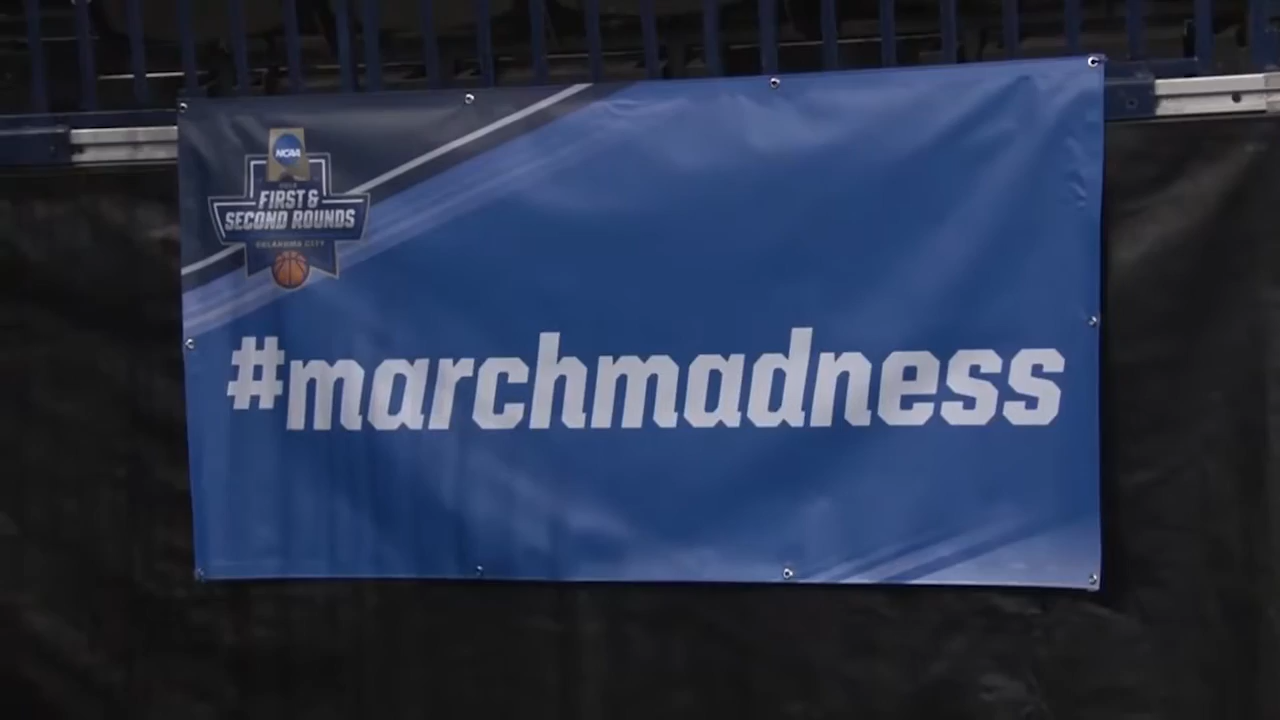 NCAA
FIRST &
SECOND ROUNDS
OKLAHOMA CITY
#marchmadness